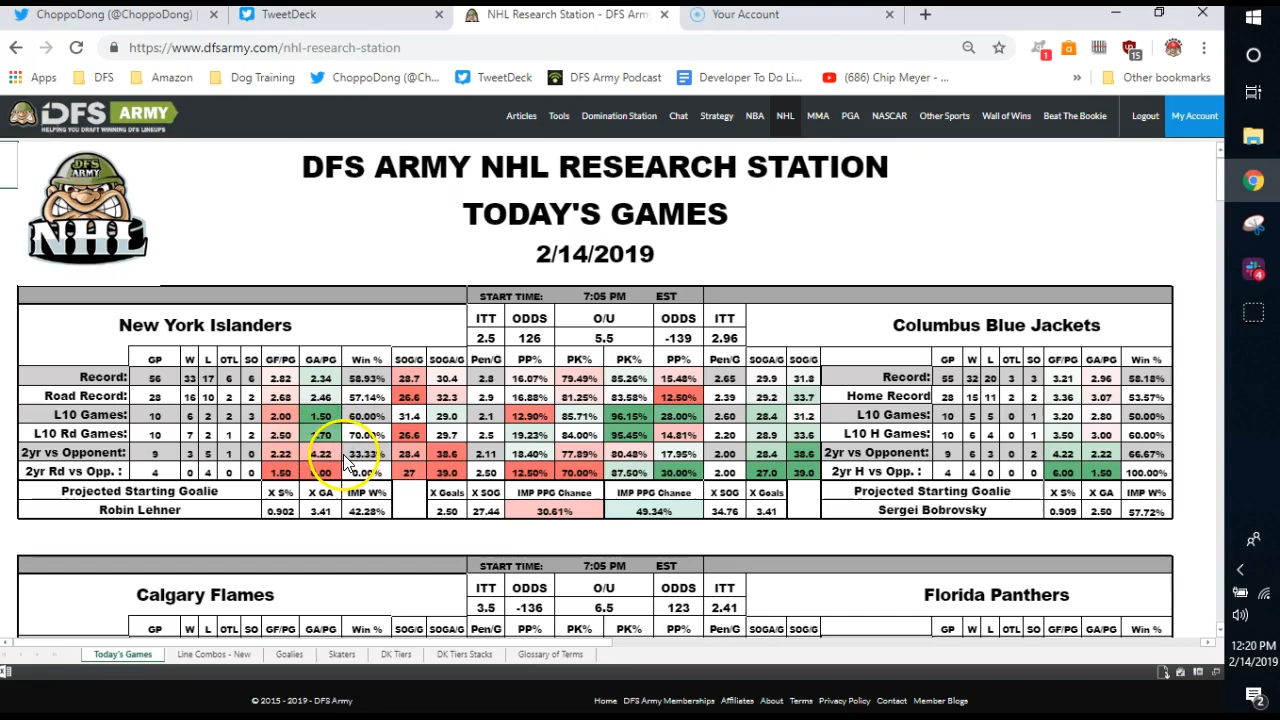 ChoppoDong (@ChoppoDong) TweetDeck NHL Research Station - DFS Army Your Account
https://www.dfsarmy.com/nhl-research-station
Apps DFS Amazon Dog Training ChoppoDong (@Ch... TweetDeck DFS Army Podcast Developer To Do Li... (686) Chip Meyer - ... » Other bookmarks
DFS ARMY
HELPING YOU DRAFT WINNING DFS LINEUPS
Articles Tools Domination Station Chat Strategy NBA NHL MMA PGA NASCAR Other Sports Wall of Wins Beat The Bookie Logout My Account
DFS ARMY NHL RESEARCH STATION
TODAY'S GAMES
2/14/2019
DFS ARMY
NHL
START TIME: 7:05 PM EST
New York Islanders ITT ODDS O/U ODDS ITT Columbus Blue Jackets
2.5 126 5.5 -139 2.96
GP W L OTL SO GF/PG GA/PG Win % SOG/G SOGA/G Pen/G PP% PK% PK% PP% Pen/G SOGA/G SOG/G GP W L OTL SO GF/PG GA/PG Win %
Record: 56 33 17 6 6 2.82 2.34 58.93% 28.7 30.4 2.8 16.07% 79.49% 85.26% 15.48% 2.65 29.9 31.8 Record: 55 32 20 3 3 3.21 2.96 58.18%
Road Record: 28 16 10 2 2 2.68 2.46 57.14% 26.6 32.3 2.9 16.88% 81.25% 83.58% 12.50% 2.39 29.2 33.7 Home Record 28 15 11 2 2 3.36 3.07 53.57%
L10 Games: 10 6 2 2 3 2.00 1.50 60.00% 31.4 29.0 2.1 12.90% 85.71% 96.15% 28.00% 2.60 28.4 31.2 L10 Games: 10 5 5 0 1 3.20 2.80 50.00%
L10 Rd Games: 10 7 2 1 2 2.50 1.70 70.00% 26.6 29.7 2.5 19.23% 84.00% 95.45% 14.81% 2.20 28.9 33.6 L10 H Games: 10 6 4 0 1 3.50 3.00 60.00%
2yr vs Opponent: 9 3 5 1 0 2.22 4.22 33.33% 28.4 38.6 2.11 18.40% 77.89% 80.48% 17.95% 2.00 28.4 38.6 2yr vs Opponent: 9 6 3 0 2 4.22 2.22 66.67%
2yr Rd vs Opp. : 4 0 4 0 0 1.50 6.00 0.00% 27 39.0 2.50 12.50% 70.00% 87.50% 30.00% 2.00 27.0 39.0 2yr H vs Opp. : 4 4 0 0 0 6.00 1.50 100.00%
Projected Starting Goalie X S% X GA IMP W% X Goals X SOG IMP PPG Chance IMP PPG Chance X SOG X Goals Projected Starting Goalie X S% X GA IMP W%
Robin Lehner 0.902 3.41 42.28% 2.50 27.44 30.61% 49.34% 34.76 3.41 Sergei Bobrovsky 0.909 2.50 57.72%
START TIME: 7:05 PM EST
Calgary Flames ITT ODDS O/U ODDS ITT Florida Panthers
3.5 -136 6.5 123 2.41
GP W L OTL SO GF/PG GA/PG Win % SOG/G SOGA/G Pen/G PP% PK% PK% PP% Pen/G SOGA/G SOG/G GP W L OTL SO GF/PG GA/PG Win %
Today's Games Line Combos - New Goalies Skaters DK Tiers DK Tiers Stacks Glossary of Terms
© 2015 - 2019 - DFS Army Home DFS Army Memberships Affiliates About Terms Privacy Policy Contact Member Blogs
1
15
4
12:20 PM
2/14/2019
2